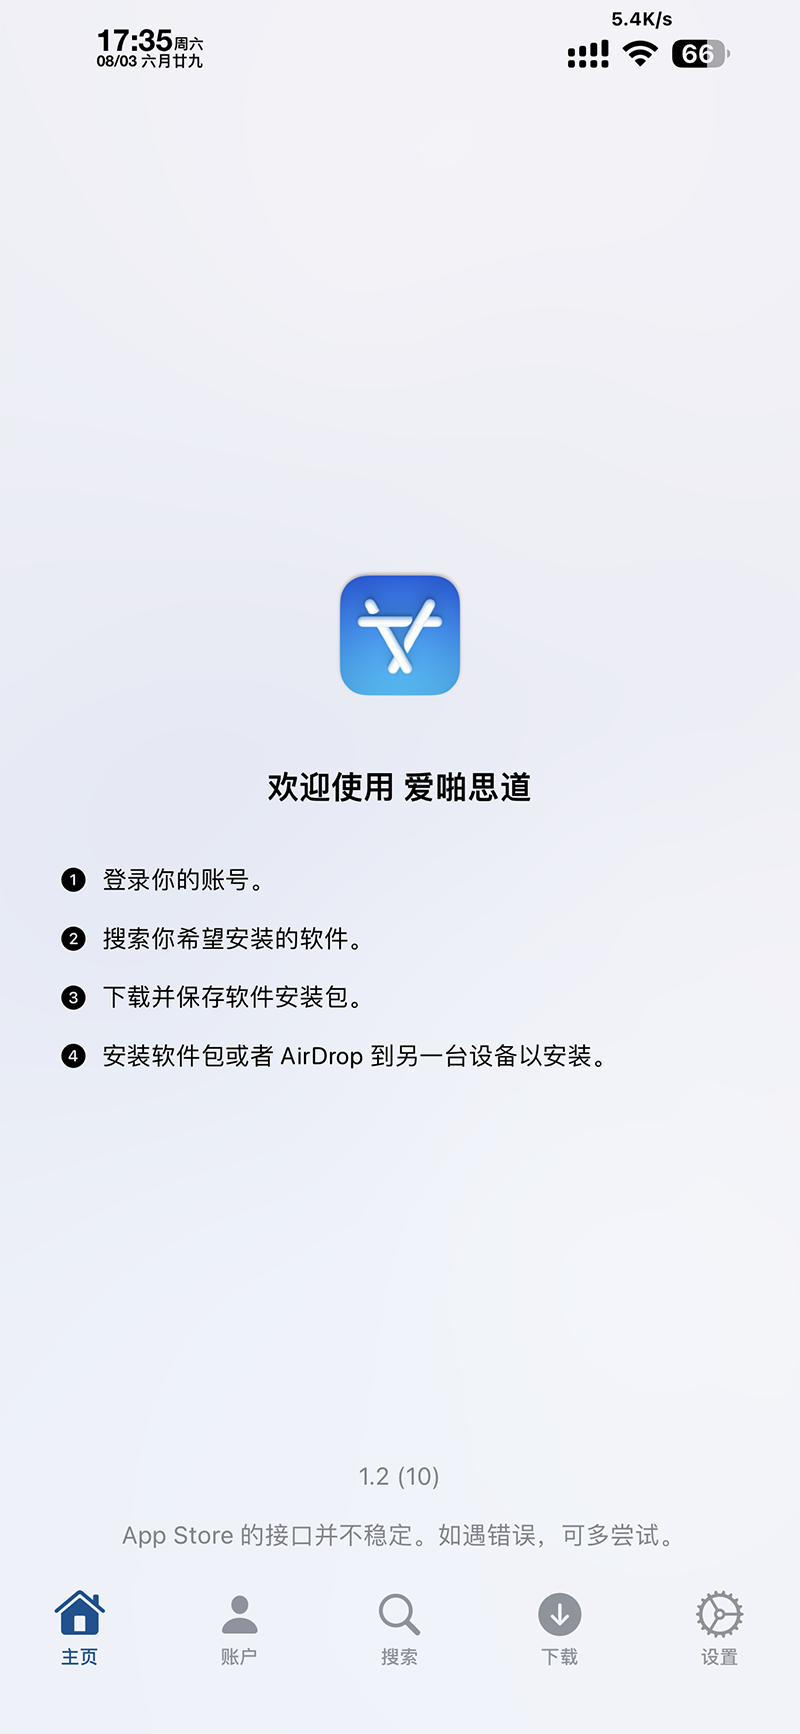 5.4K/s
17:35周六
08/03 六月廿九
66
欢迎使用 爱啪思道
1 登录你的账号。
2 搜索你希望安装的软件。
3 下载并保存软件安装包。
4 安装软件包或者 AirDrop 到另一台设备以安装。
1.2 (10)
App Store 的接口并不稳定。如遇错误，可多尝试。
主页 账户 搜索 下载 设置